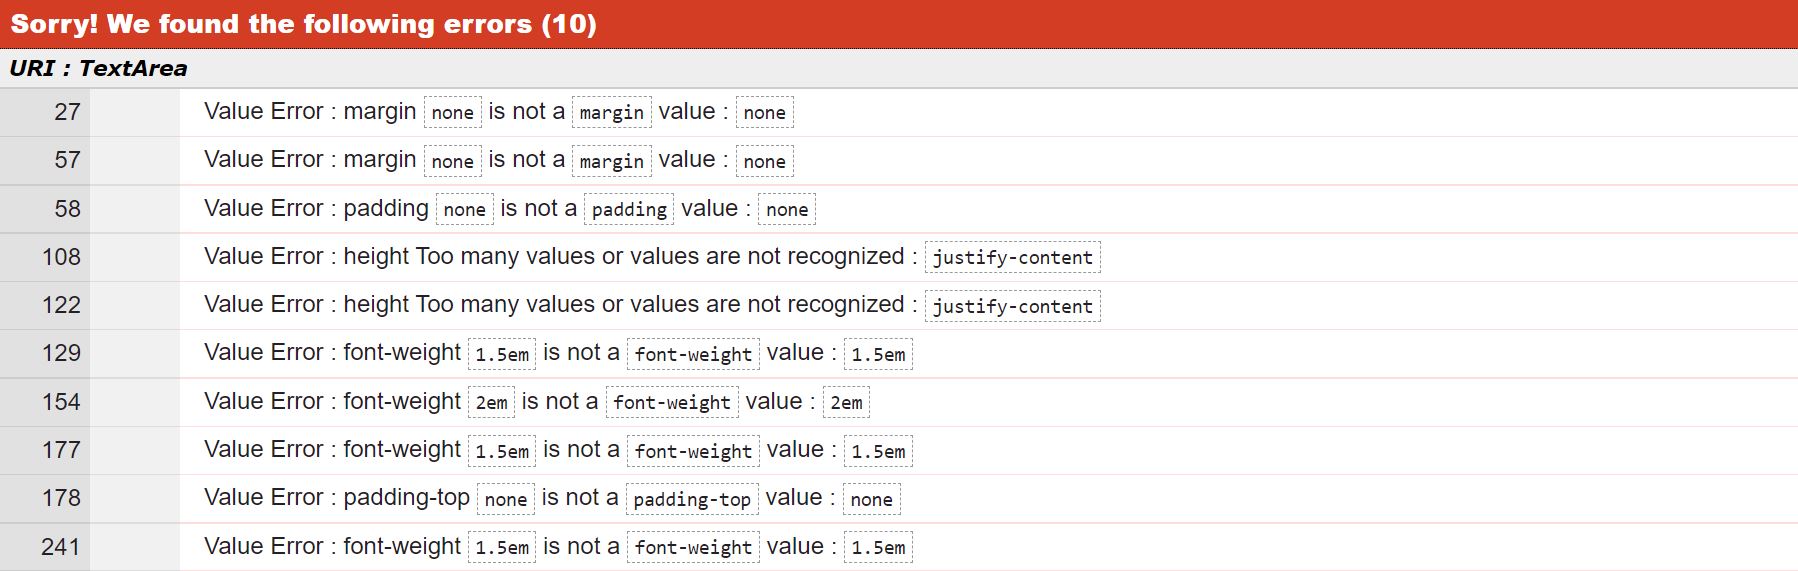 Sorry! We found the following errors (10)
URI : TextArea
27 Value Error : margin none is not a margin value : none
57 Value Error : margin none is not a margin value : none
58 Value Error : padding none is not a padding value : none
108 Value Error : height Too many values or values are not recognized : justify-content
122 Value Error : height Too many values or values are not recognized : justify-content
129 Value Error : font-weight 1.5em is not a font-weight value : 1.5em
154 Value Error : font-weight 2em is not a font-weight value : 2em
177 Value Error : font-weight 1.5em is not a font-weight value : 1.5em
178 Value Error : padding-top none is not a padding-top value : none
241 Value Error : font-weight 1.5em is not a font-weight value : 1.5em